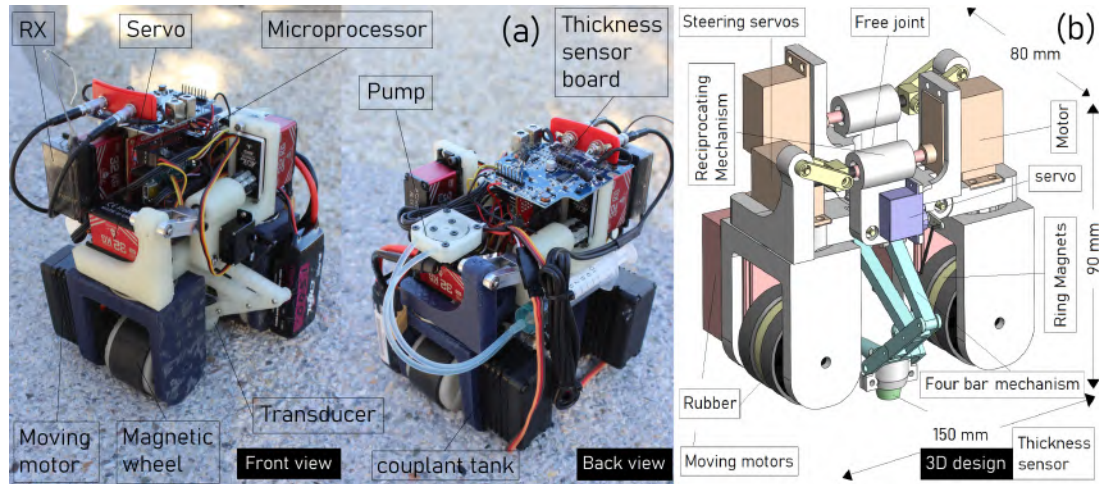 RX
Servo
Microprocessor
(a)
Thickness
sensor
board
Pump
Moving
motor
Magnetic
wheel
Transducer
Front view
couplant tank
Back view
Steering servos
Free joint
(b)
80 mm
Reciprocating
Mechanism
Motor
servo
Ring Magnets
90 mm
Four bar mechanism
Rubber
150 mm
Moving motors
3D design
Thickness
sensor
32 KG